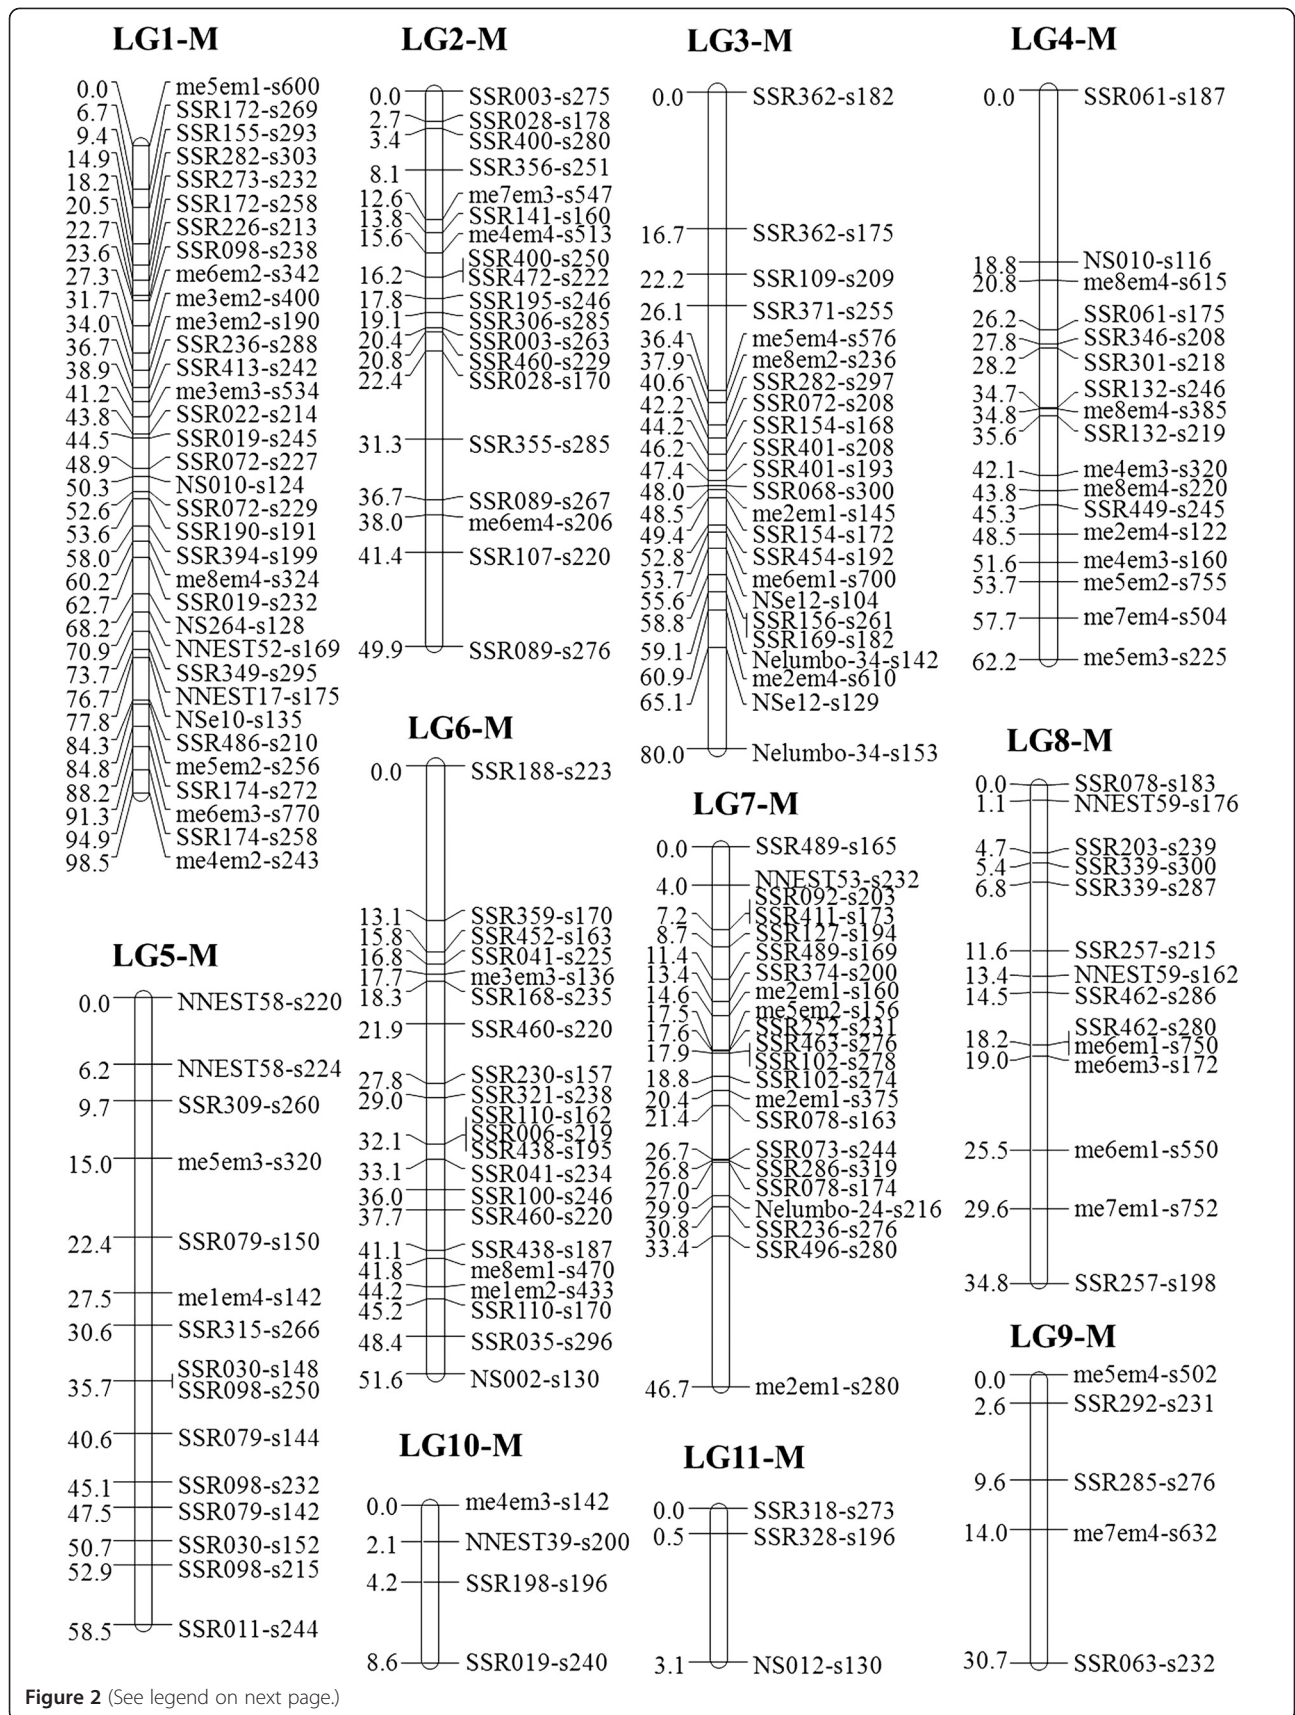 LG1-M
0.0 me5em1-s600
6.7 SSR172-s269
9.4 SSR155-s293
14.9 SSR282-s303
18.2 SSR273-s232
20.5 SSR172-s258
22.7 SSR226-s213
23.6 SSR098-s238
27.3 me6em2-s342
31.7 me3em2-s400
34.0 me3em2-s190
36.7 SSR236-s288
38.9 SSR413-s242
41.2 me3em3-s534
43.8 SSR022-s214
44.5 SSR019-s245
48.9 SSR072-s227
50.3 NS010-s124
52.6 SSR072-s229
53.6 SSR190-s191
58.0 SSR394-s199
60.2 me8em4-s324
62.7 SSR019-s232
68.2 NS264-s128
70.9 NNEST52-s169
73.7 SSR349-s295
76.7 NNEST17-s175
77.8 NSe10-s135
84.3 SSR486-s210
84.8 me5em2-s256
88.2 SSR174-s272
91.3 me6em3-s770
94.9 SSR174-s258
98.5 me4em2-s243
LG2-M
0.0 SSR003-s275
2.7 SSR028-s178
3.4 SSR400-s280
8.1 SSR356-s251
12.6 me7em3-s547
13.8 SSR141-s160
15.6 me4em4-s513
SSR400-s250
16.2 SSR472-s222
17.8 SSR195-s246
19.1 SSR306-s285
20.4 SSR003-s263
20.8 SSR460-s229
22.4 SSR028-s170
31.3 SSR355-s285
36.7 SSR089-s267
38.0 me6em4-s206
41.4 SSR107-s220
49.9 SSR089-s276
LG3-M
0.0 SSR362-s182
16.7 SSR362-s175
22.2 SSR109-s209
26.1 SSR371-s255
36.4 me5em4-s576
37.9 me8em2-s236
40.6 SSR282-s297
42.2 SSR072-s208
44.2 SSR154-s168
46.2 SSR401-s208
47.4 SSR401-s193
48.0 SSR068-s300
48.5 me2em1-s145
49.4 SSR154-s172
52.8 SSR454-s192
53.7 me6em1-s700
55.6 NSe12-s104
58.8 SSR156-s261
SSR169-s182
59.1 Nelumbo-34-s142
60.9 me2em4-s610
65.1 NSe12-s129
80.0 Nelumbo-34-s153
LG4-M
0.0 SSR061-s187
18.8 NS010-s116
20.8 me8em4-s615
26.2 SSR061-s175
27.8 SSR346-s208
28.2 SSR301-s218
34.7 SSR132-s246
34.8 me8em4-s385
35.6 SSR132-s219
42.1 me4em3-s320
43.8 me8em4-s220
45.3 SSR449-s245
48.5 me2em4-s122
51.6 me4em3-s160
53.7 me5em2-s755
57.7 me7em4-s504
62.2 me5em3-s225
LG5-M
0.0 NNEST58-s220
6.2 NNEST58-s224
9.7 SSR309-s260
15.0 me5em3-s320
22.4 SSR079-s150
27.5 me1em4-s142
30.6 SSR315-s266
SSR030-s148
35.7 SSR098-s250
40.6 SSR079-s144
45.1 SSR098-s232
47.5 SSR079-s142
50.7 SSR030-s152
52.9 SSR098-s215
58.5 SSR011-s244
LG6-M
0.0 SSR188-s223
13.1 SSR359-s170
15.8 SSR452-s163
16.8 SSR041-s225
17.7 me3em3-s136
18.3 SSR168-s235
21.9 SSR460-s220
27.8 SSR230-s157
29.0 SSR321-s238
SSR110-s162
32.1 SSR006-s219
SSR438-s195
33.1 SSR041-s234
36.0 SSR100-s246
37.7 SSR460-s220
41.1 SSR438-s187
41.8 me8em1-s470
44.2 me1em2-s433
45.2 SSR110-s170
48.4 SSR035-s296
51.6 NS002-s130
LG7-M
0.0 SSR489-s165
4.0 NNEST53-s232
SSR092-s203
7.2 SSR411-s173
8.7 SSR127-s194
11.4 SSR489-s169
13.4 SSR374-s200
14.6 me2em1-s160
17.5 me5em2-s156
17.6 SSR252-s231
SSR463-s276
17.9 SSR102-s278
18.8 SSR102-s274
20.4 me2em1-s375
21.4 SSR078-s163
26.7 SSR073-s244
26.8 SSR286-s319
27.0 SSR078-s174
29.9 Nelumbo-24-s216
30.8 SSR236-s276
33.4 SSR496-s280
46.7 me2em1-s280
LG8-M
0.0 SSR078-s183
1.1 NNEST59-s176
4.7 SSR203-s239
5.4 SSR339-s300
6.8 SSR339-s287
11.6 SSR257-s215
13.4 NNEST59-s162
14.5 SSR462-s286
SSR462-s280
18.2 me6em1-s750
19.0 me6em3-s172
25.5 me6em1-s550
29.6 me7em1-s752
34.8 SSR257-s198
LG9-M
0.0 me5em4-s502
2.6 SSR292-s231
9.6 SSR285-s276
14.0 me7em4-s632
30.7 SSR063-s232
LG10-M
0.0 me4em3-s142
2.1 NNEST39-s200
4.2 SSR198-s196
8.6 SSR019-s240
LG11-M
0.0 SSR318-s273
0.5 SSR328-s196
3.1 NS012-s130
Figure 2 (See legend on next page.)